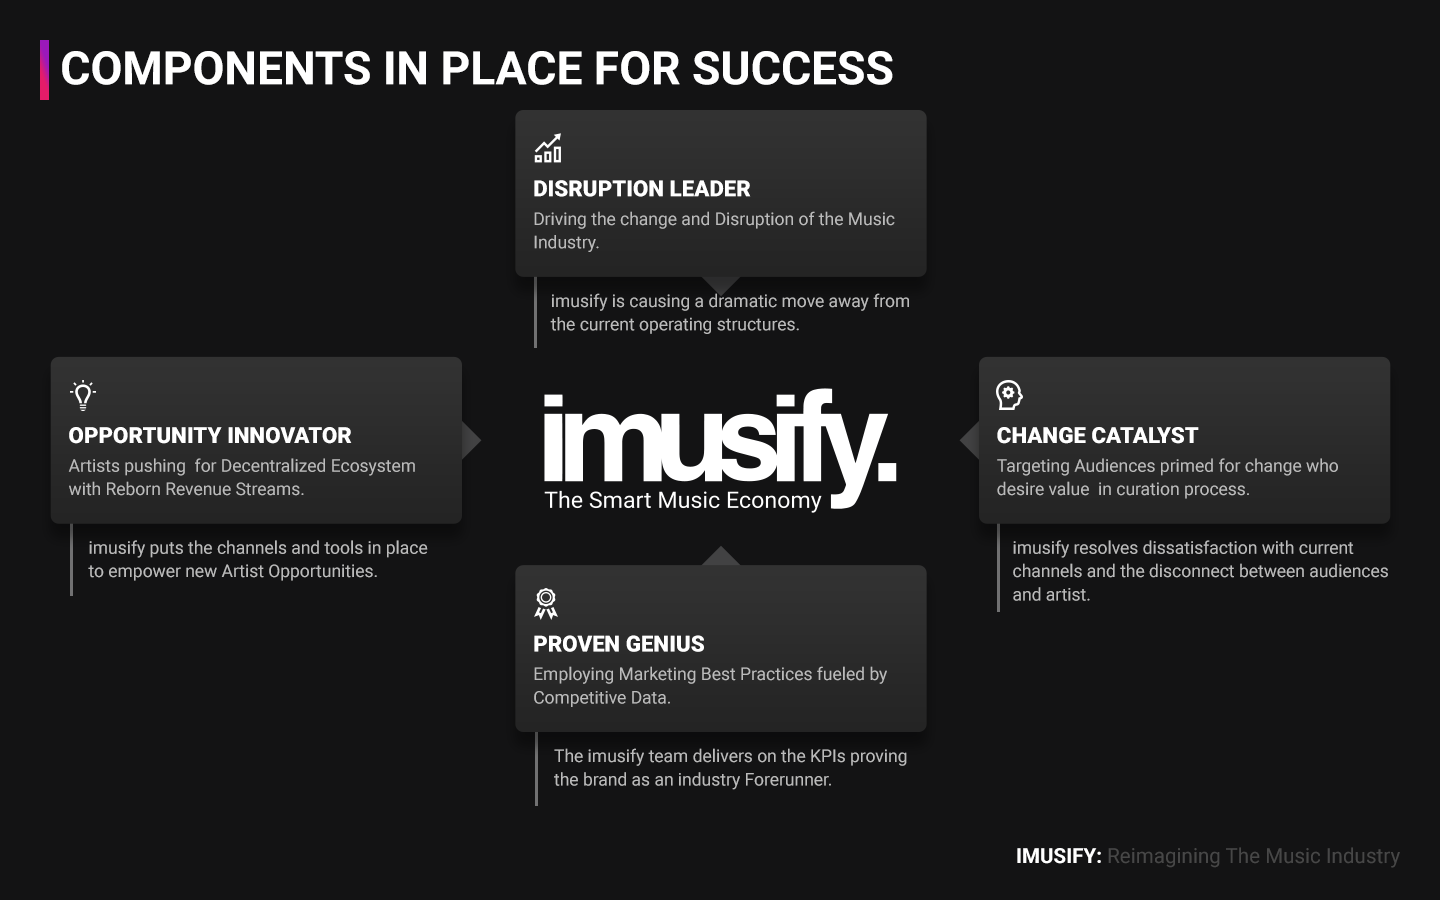 COMPONENTS IN PLACE FOR SUCCESS
DISRUPTION LEADER
Driving the change and Disruption of the Music
Industry.
imusify is causing a dramatic move away from
the current operating structures.
OPPORTUNITY INNOVATOR
Artists pushing  for Decentralized Ecosystem
with Reborn Revenue Streams.
imusify puts the channels and tools in place
to empower new Artist Opportunities.
imusify.
The Smart Music Economy
CHANGE CATALYST
Targeting Audiences primed for change who
desire value  in curation process.
imusify resolves dissatisfaction with current
channels and the disconnect between audiences
and artist.
PROVEN GENIUS
Employing Marketing Best Practices fueled by
Competitive Data.
The imusify team delivers on the KPIs proving
the brand as an industry Forerunner.
IMUSIFY: Reimagining The Music Industry